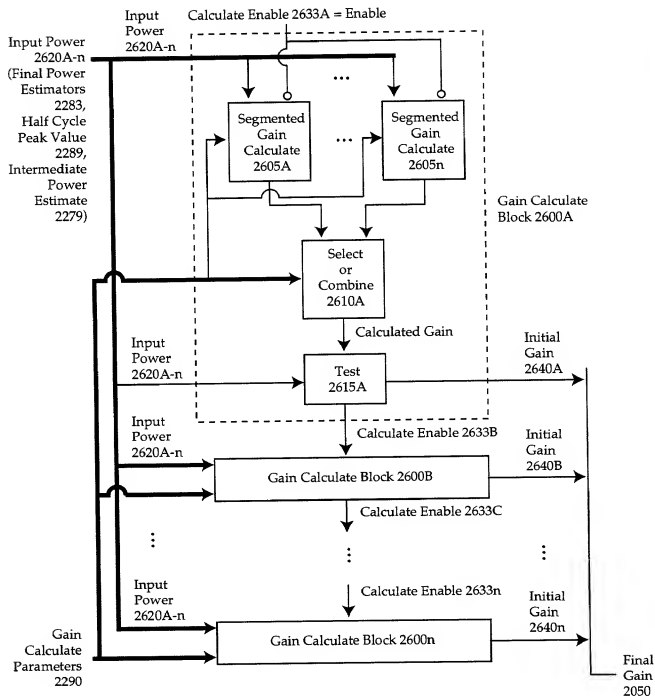 Input
Power
2620A-n
Calculate Enable 2633A = Enable
Input Power
2620A-n
(Final Power
Estimators
2283,
Half Cycle
Peak Value
2289,
Intermediate
Power
Estimate
2279)
...
Segmented
Gain
Calculate
2605A
...
Segmented
Gain
Calculate
2605n
Gain Calculate
Block 2600A
Select
or
Combine
2610A
Calculated Gain
Input
Power
2620A-n
Test
2615A
Initial
Gain
2640A
Calculate Enable 2633B
Input
Power
2620A-n
Gain Calculate Block 2600B
Initial
Gain
2640B
Calculate Enable 2633C
Calculate Enable 2633n
Input
Power
2620A-n
Gain Calculate Block 2600n
Initial
Gain
2640n
Gain
Calculate
Parameters
2290
Final
Gain
2050